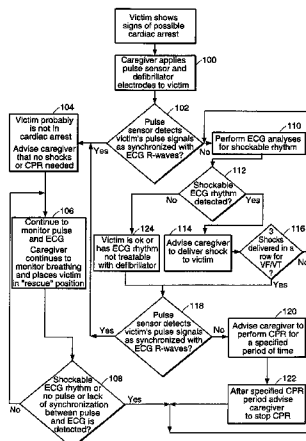 Victim shows
signs of possible
cardiac arrest
100
Caregiver applies
pulse sensor and
defibrillator
electrodes to victim
102
Pulse
sensor detects
victim's pulse signals
as synchronized with
ECG R-waves?
Yes
No
104
Victim probably
is not in cardiac
arrest
Advise caregiver
that no shocks
or CPR needed
110
Perform ECG analyses
for shockable rhythm
112
Shockable
ECG rhythm
detected?
No
Yes
106
Continue to
monitor pulse
and ECG
Caregiver
continues to
monitor breathing
and places
victim in
"rescue" position
124
Victim is ok or
has ECG rhythm
not treatable
with defibrillator
114
Advise caregiver
to deliver shock
to victim
116
3
Shocks
delivered in a
row for
VF/VT
?
No
Yes
118
Pulse
sensor detects
victim's pulse signals
as synchronized with
ECG R-waves?
Yes
No
120
Advise caregiver to
perform CPR for
a specified
period of time
122
After specified CPR
period advise
caregiver
to stop CPR
108
Shockable
ECG rhythm or
no pulse or lack of
synchronization
between pulse
and ECG is
detected?
No
Yes